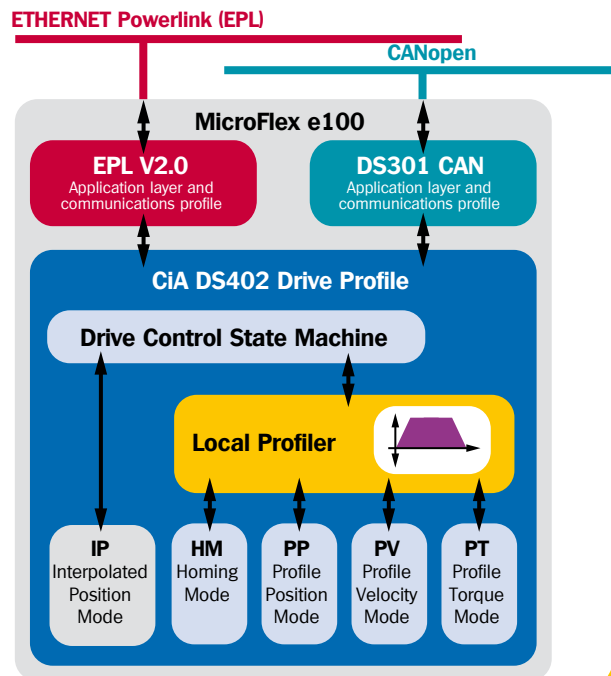 ETHERNET Powerlink (EPL)
CANopen
MicroFlex e100
EPL V2.0
Application layer and
communications profile
DS301 CAN
Application layer and
communications profile
CiA DS402 Drive Profile
Drive Control State Machine
Local Profiler
IP
Interpolated
Position
Mode
HM
Homing
Mode
PP
Profile
Position
Mode
PV
Profile
Velocity
Mode
PT
Profile
Torque
Mode